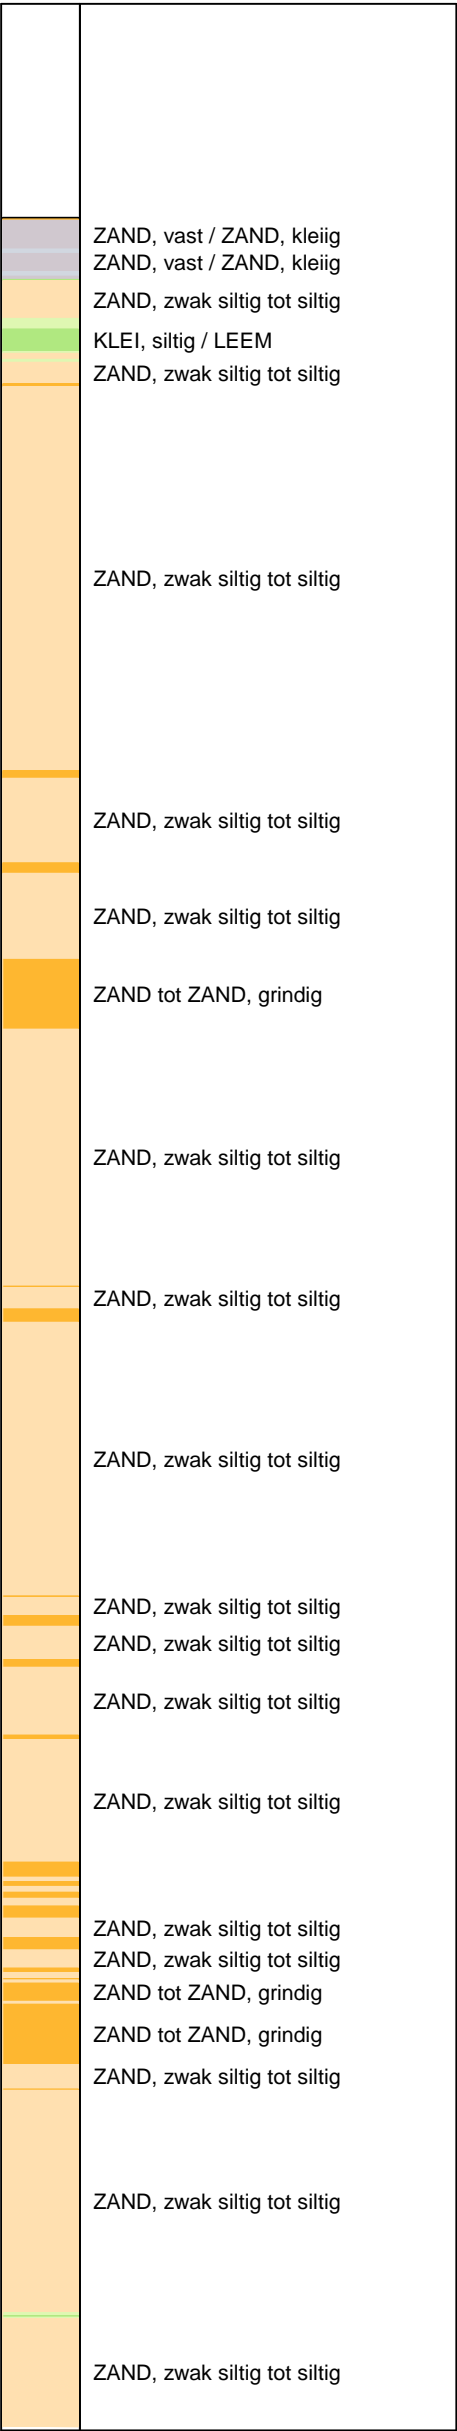 ZAND, vast / ZAND, kleiig
ZAND, vast / ZAND, kleiig
ZAND, zwak siltig tot siltig
KLEI, siltig / LEEM
ZAND, zwak siltig tot siltig
ZAND, zwak siltig tot siltig
ZAND, zwak siltig tot siltig
ZAND, zwak siltig tot siltig
ZAND tot ZAND, grindig
ZAND, zwak siltig tot siltig
ZAND, zwak siltig tot siltig
ZAND, zwak siltig tot siltig
ZAND, zwak siltig tot siltig
ZAND, zwak siltig tot siltig
ZAND, zwak siltig tot siltig
ZAND, zwak siltig tot siltig
ZAND, zwak siltig tot siltig
ZAND, zwak siltig tot siltig
ZAND tot ZAND, grindig
ZAND tot ZAND, grindig
ZAND, zwak siltig tot siltig
ZAND, zwak siltig tot siltig
ZAND, zwak siltig tot siltig